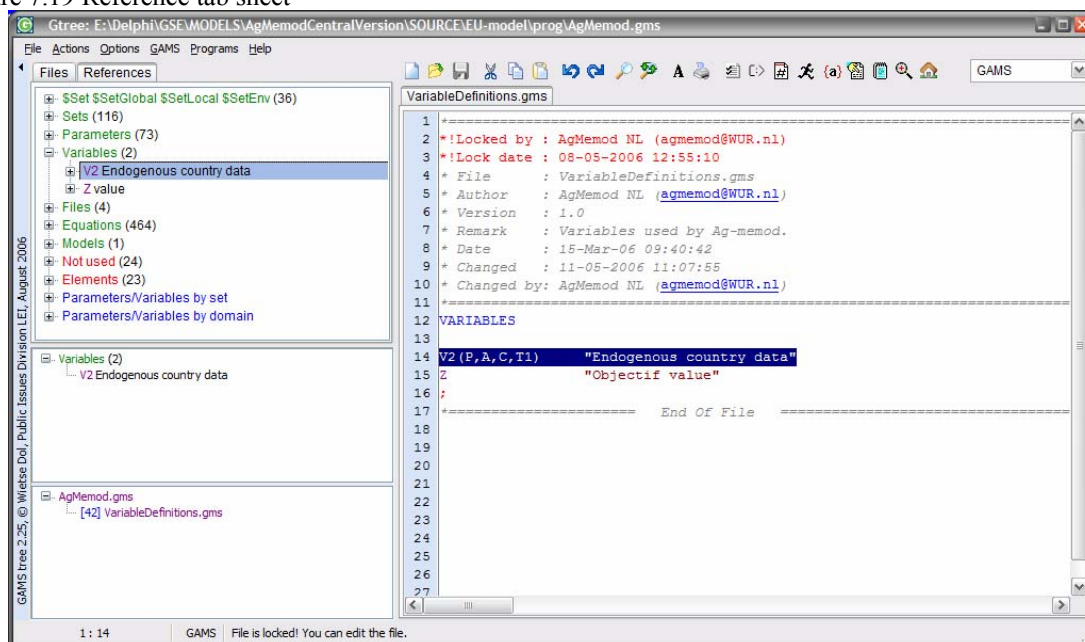 re 7.19 Reference tab sheet
Gtree: E:\Delphi\GSE\MODELS\AgMemodCentralVersion\SOURCE\EU-model\prog\AgMemod.gms
File Actions Options GAMS Programs Help
Files References
GAMS
$Set $SetGlobal $SetLocal $SetEnv (36)
Sets (116)
Parameters (73)
Variables (2)
V2 Endogenous country data
Z value
Files (4)
Equations (464)
Models (1)
Not used (24)
Elements (23)
Parameters/Variables by set
Parameters/Variables by domain
Variables (2)
V2 Endogenous country data
AgMemod.gms
[42] VariableDefinitions.gms
GAMS tree 2.25, © Wietse Dol, Public Issues Division LEI, August 2006
VariableDefinitions.gms
1 *==============================================================================
2 *!Locked by : AgMemod NL (agmemod@WUR.nl)
3 *!Lock date : 08-05-2006 12:55:10
4 * File : VariableDefinitions.gms
5 * Author : AgMemod NL (agmemod@WUR.nl)
6 * Version : 1.0
7 * Remark : Variables used by Ag-memod.
8 * Date : 15-Mar-06 09:40:42
9 * Changed : 11-05-2006 11:07:55
10 * Changed by: AgMemod NL (agmemod@WUR.nl)
11 *==============================================================================
12 VARIABLES
13
14 V2(P,A,C,T1) "Endogenous country data"
15 Z "Objectif value"
16 ;
17 *======================= End Of File ===================================
18
19
20
21
22
23
24
25
26
27
1 : 14 GAMS File is locked! You can edit the file.